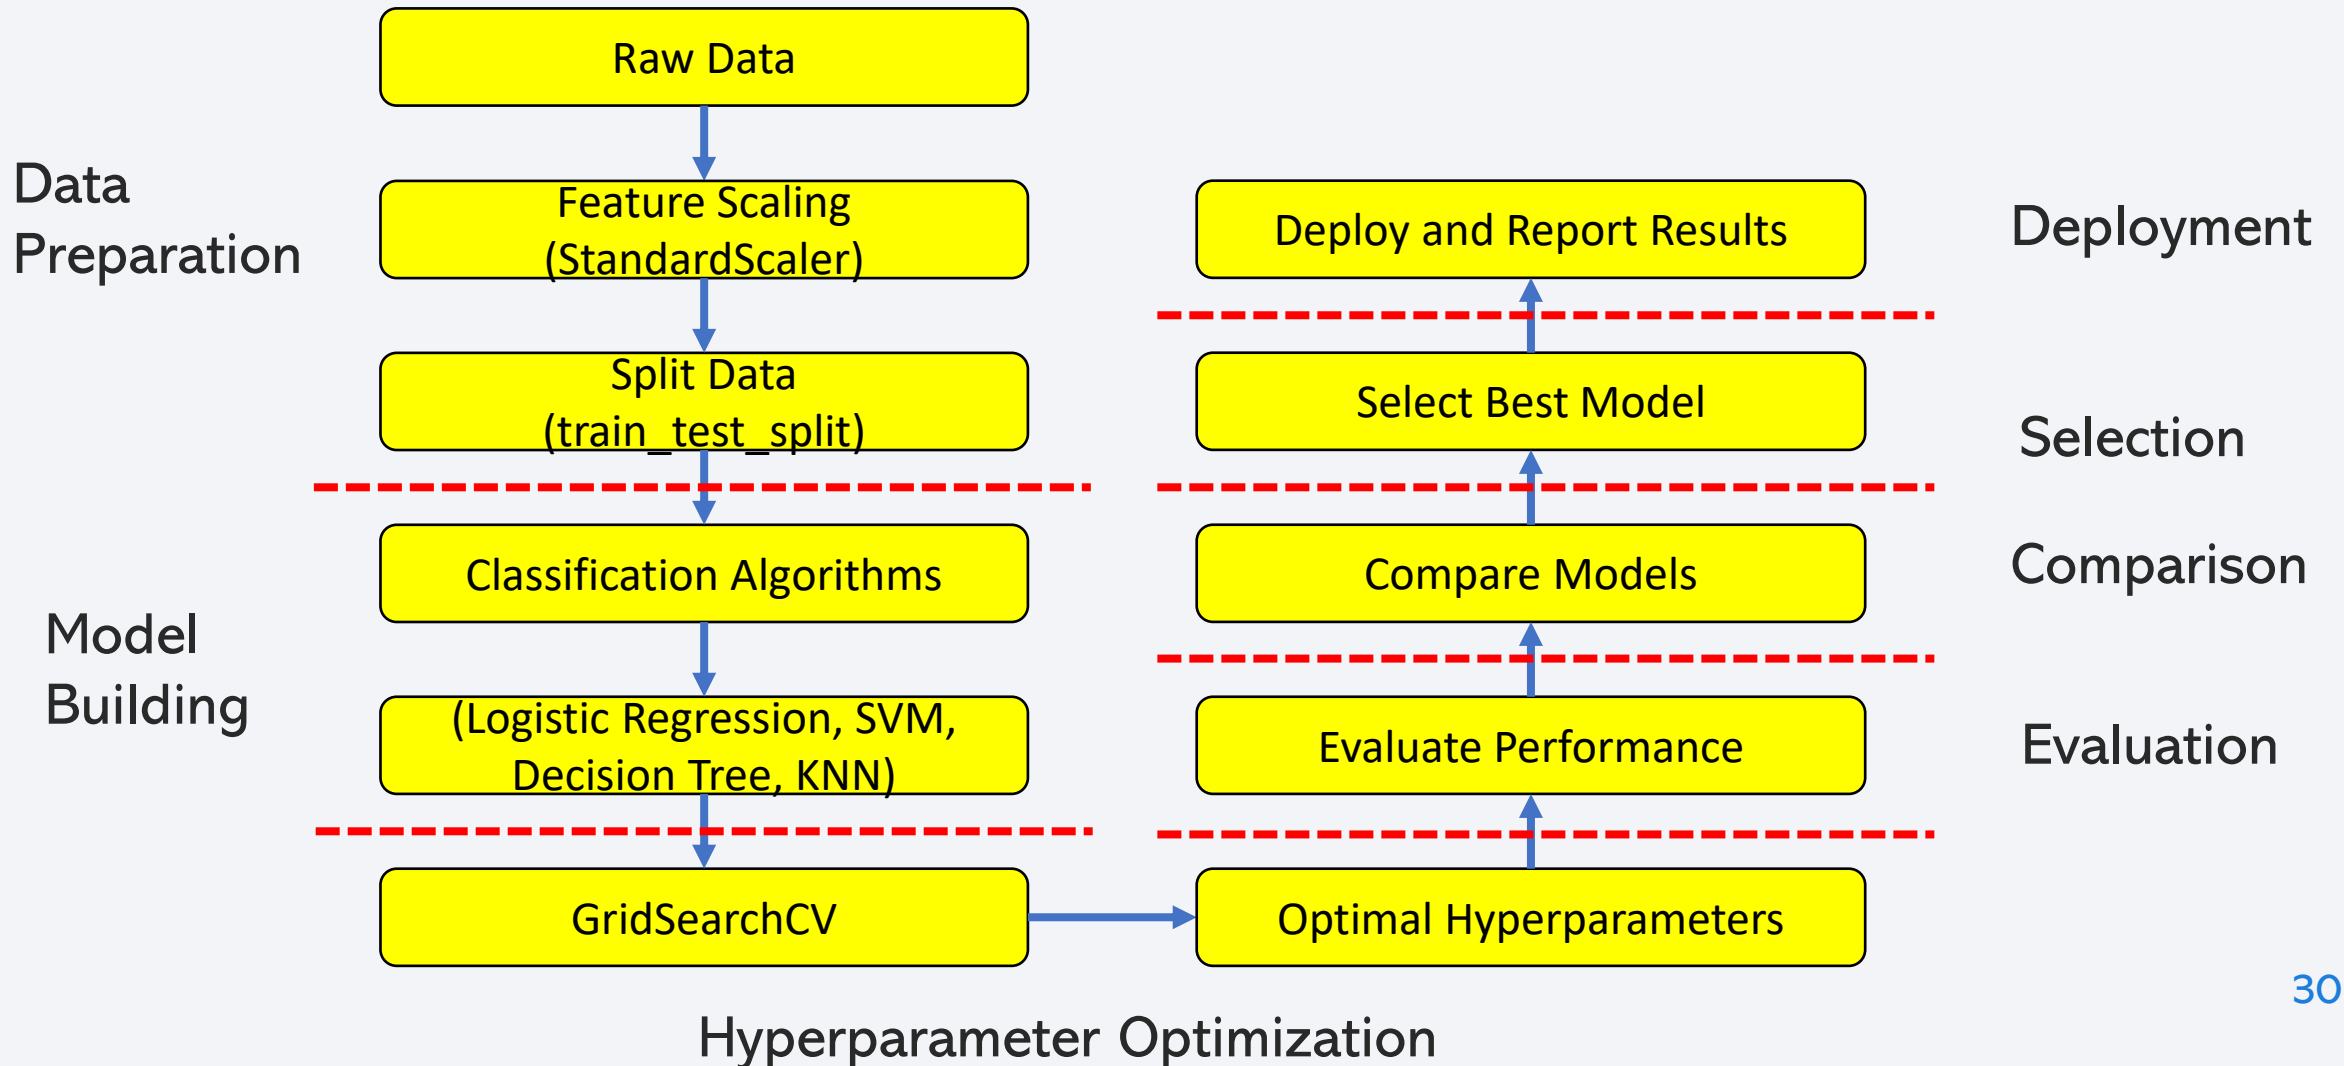 Raw Data
Data
Preparation
Feature Scaling
(StandardScaler)
Split Data
(train_test_split)
Classification Algorithms
Model
Building
(Logistic Regression, SVM,
Decision Tree, KNN)
GridSearchCV
Hyperparameter Optimization
Optimal Hyperparameters
Evaluate Performance
Evaluation
Compare Models
Comparison
Select Best Model
Selection
Deploy and Report Results
Deployment
30